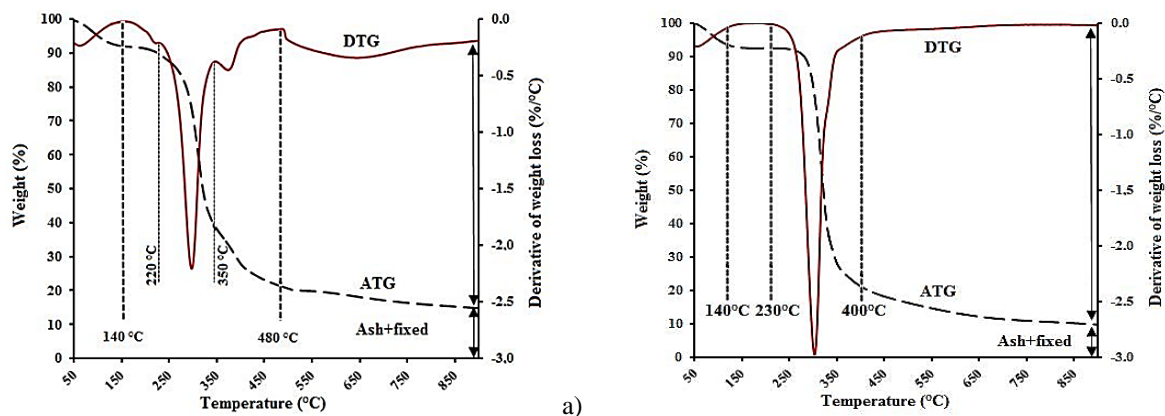 100
90
80
70
60
50
40
30
20
10
0
Weight (%)
0.0
-0.5
-1.0
-1.5
-2.0
-2.5
-3.0
Derivative of weight loss (%/°C)
DTG
220 °C
350 °C
ATG
140 °C
480 °C
Ash+fixed
50
150
250
350
450
550
650
750
850
Temperature (°C)
a)
100
90
80
70
60
50
40
30
20
10
0
Weight (%)
0.0
-0.5
-1.0
-1.5
-2.0
-2.5
-3.0
Derivative of weight loss (%/°C)
DTG
ATG
140°C
230°C
400°C
Ash+fixed
50
150
250
350
450
550
650
750
850
Temperature (°C)